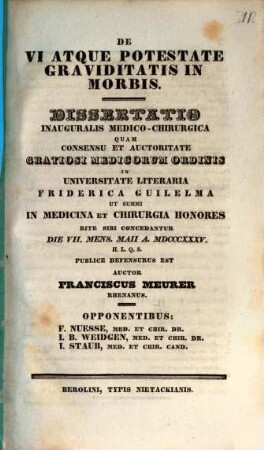 DE
VI ATQUE POTESTATE
GRAVIDITATIS IN
MORBIS.
DISSERTATIO
INAUGURALIS MEDICO-CHIRURGICA
QUAM
CONSENSU ET AUCTORITATE
GRATIOSI MEDICORUM ORDINIS
IN
UNIVERSITATE LITERARIA
FRIDERICA GUILELMA
UT SUMMI
IN MEDICINA ET CHIRURGIA HONORES
RITE SIBI CONCEDANTUR
DIE VII. MENS. MAII A. MDCCCXXXV.
H. L. Q. S.
PUBLICE DEFENSURUS EST
AUCTOR
FRANCISCUS MEURER
RHENANUS.
OPPONENTIBUS:
F. NUESSE, MED. ET CHIR. DR.
I. B. WEIDGEN, MED. ET CHIR. DR.
I. STAUB, MED. ET CHIR. CAND.
BEROLINI, TYPIS NIETACKIANIS.